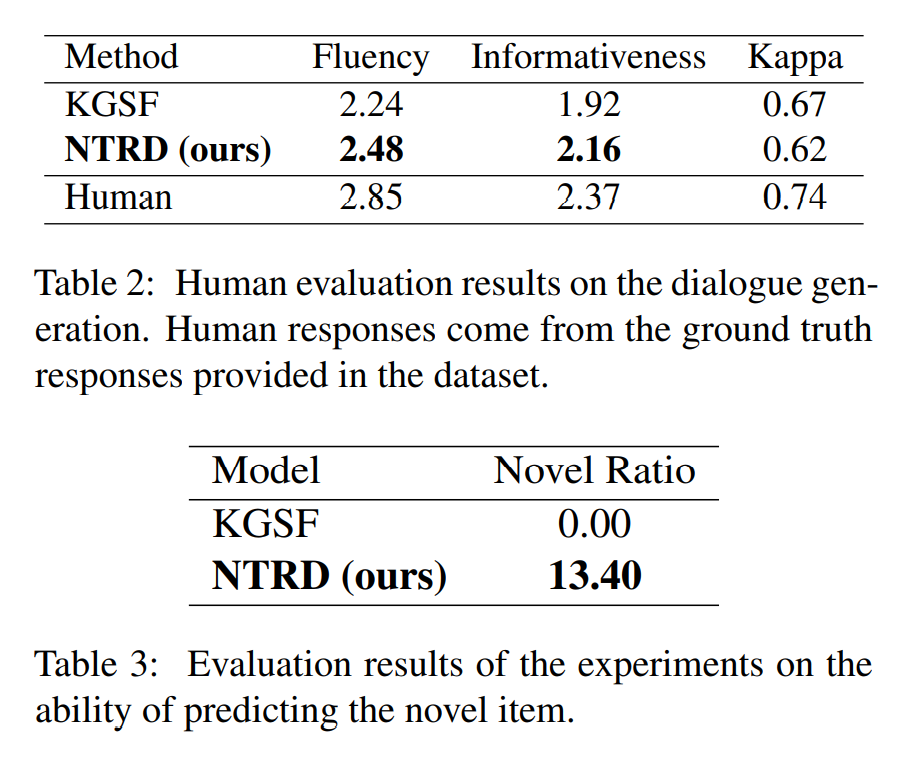 Method Fluency Informativeness Kappa
KGSF 2.24 1.92 0.67
NTRD (ours) 2.48 2.16 0.62
Human 2.85 2.37 0.74
Table 2: Human evaluation results on the dialogue gen-
eration. Human responses come from the ground truth
responses provided in the dataset.
Model Novel Ratio
KGSF 0.00
NTRD (ours) 13.40
Table 3: Evaluation results of the experiments on the
ability of predicting the novel item.